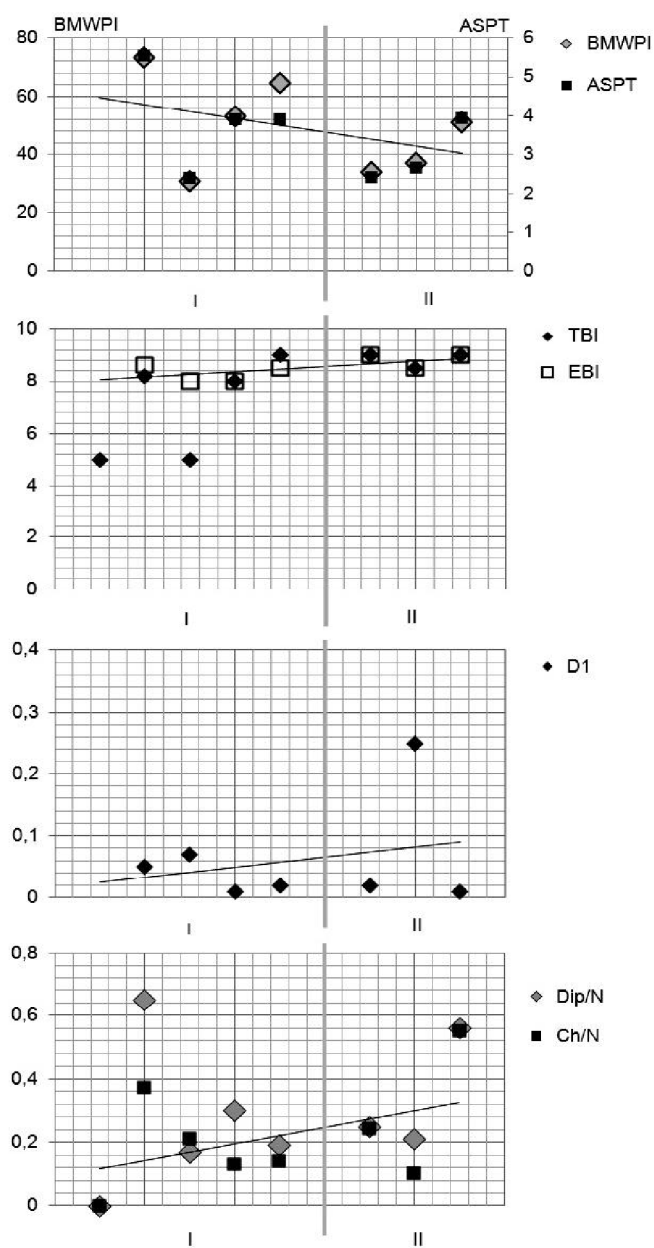 BMWPI ASPT
80 6 BMWPI
5 ASPT
60 4
40 3
2
20 1
0 0
I II
10 TBI
8 EBI
6
4
2
0
I II
0,4 D1
0,3
0,2
0,1
0
I II
0.8
0.6 Dip/N
Ch/N
0.4
0.2
0
I II